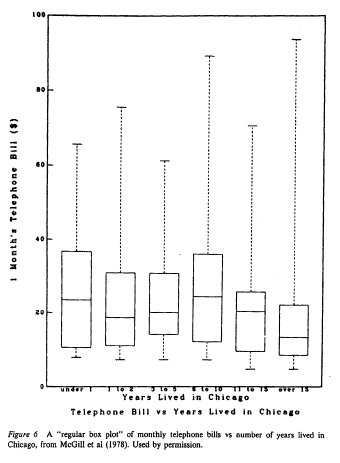 100
80
60
40
20
0
1 Month's Telephone Bill ($)
under 1 1 to 2 3 to 5 6 to 10 11 to 15 over 15
Years Lived in Chicago
Telephone Bill vs Years Lived in Chicago
Figure 6 A "regular box plot" of monthly telephone bills vs number of years lived in
Chicago, from McGill et al (1978). Used by permission.